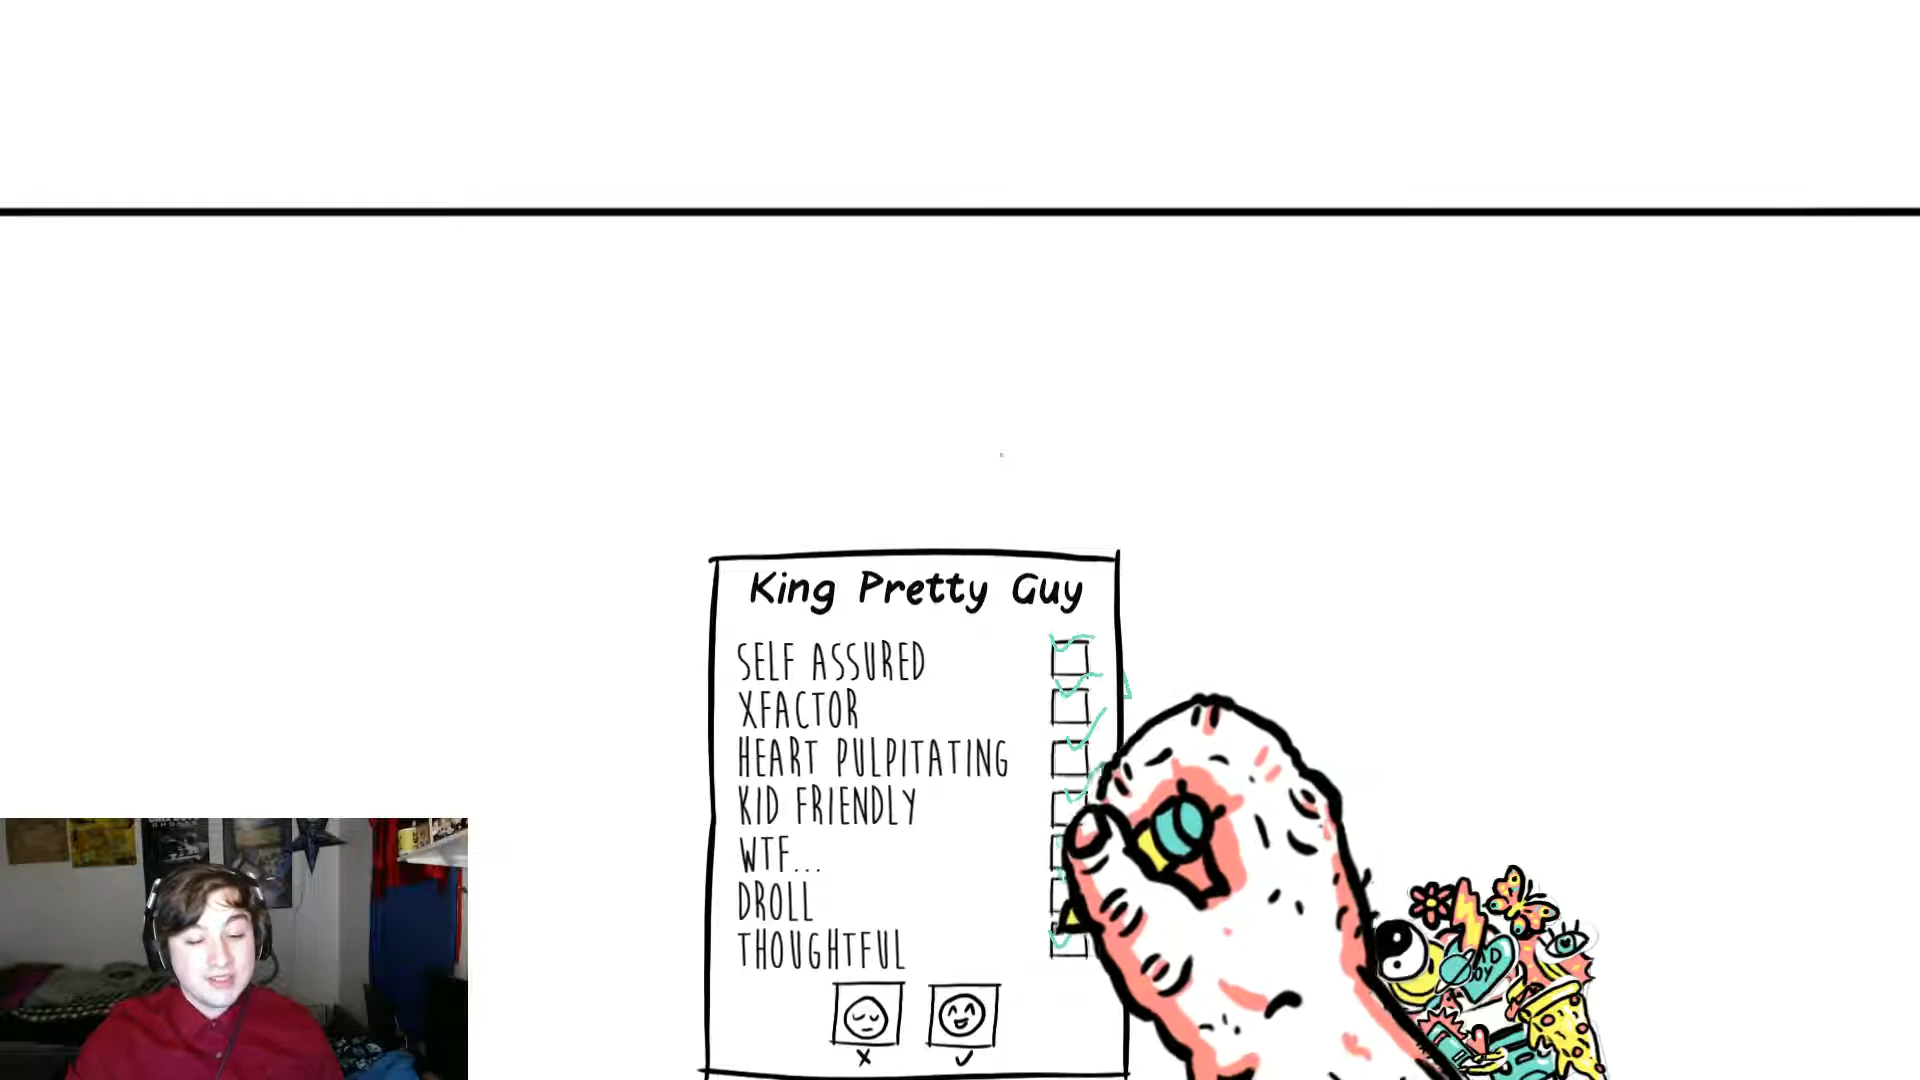 King Pretty Guy
SELF ASSURED
XFACTOR
HEART PULPITATING
KID FRIENDLY
WTF...
DROLL
THOUGHTFUL